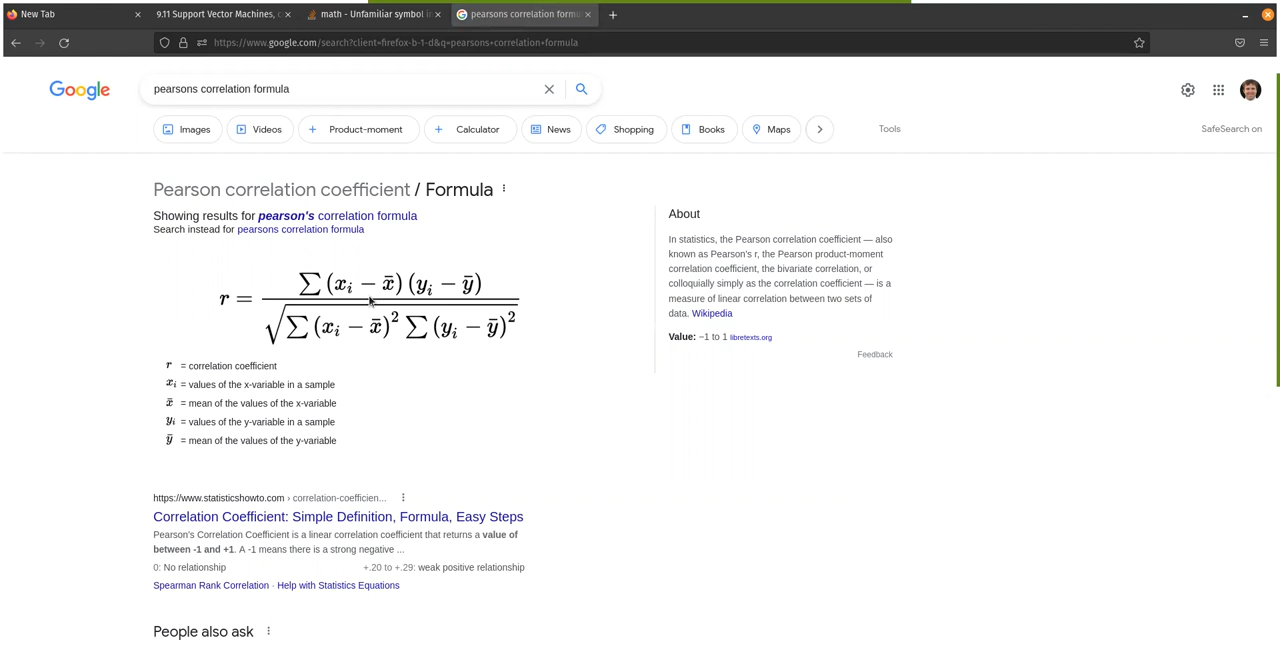 New Tab
9.11 Support Vector Machines, c
math - Unfamiliar symbol i
pearsons correlation formu
https://www.google.com/search?client=firefox-b-1-d&q=pearsons+correlation+formula
Google
pearsons correlation formula
Images Videos + Product-moment + Calculator News Shopping Books Maps Tools SafeSearch on
Pearson correlation coefficient / Formula
Showing results for pearson's correlation formula
Search instead for pearsons correlation formula
r = ∑ (xᵢ − x̄) (yᵢ − ȳ) / √∑ (xᵢ − x̄)² ∑ (yᵢ − ȳ)²
r = correlation coefficient
xᵢ = values of the x-variable in a sample
x̄ = mean of the values of the x-variable
yᵢ = values of the y-variable in a sample
ȳ = mean of the values of the y-variable
About
In statistics, the Pearson correlation coefficient — also
known as Pearson's r, the Pearson product-moment
correlation coefficient, the bivariate correlation, or
colloquially simply as the correlation coefficient — is a
measure of linear correlation between two sets of
data. Wikipedia
Value: −1 to 1 libretexts.org
Feedback
https://www.statisticshowto.com › correlation-coefficien...
Correlation Coefficient: Simple Definition, Formula, Easy Steps
Pearson's Correlation Coefficient is a linear correlation coefficient that returns a value of
between -1 and +1. A -1 means there is a strong negative ...
0: No relationship +.20 to +.29: weak positive relationship
Spearman Rank Correlation · Help with Statistics Equations
People also ask